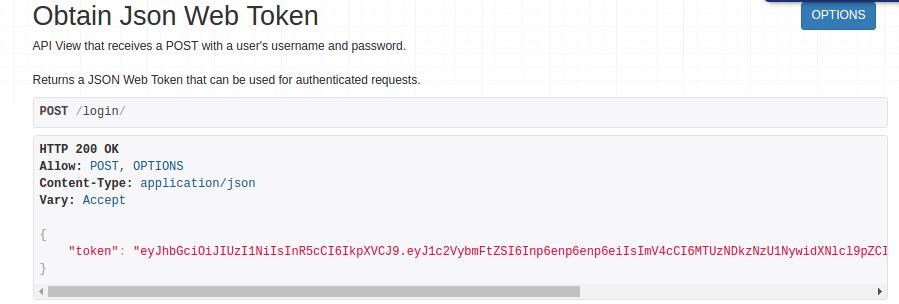 Obtain Json Web Token
OPTIONS
API View that receives a POST with a user's username and password.
Returns a JSON Web Token that can be used for authenticated requests.
POST /login/
HTTP 200 OK
Allow: POST, OPTIONS
Content-Type: application/json
Vary: Accept
{
"token": "eyJhbGciOiJIUzI1NiIsInR5cCI6IkpXVCJ9.eyJ1c2VybmFtZSI6Inp6enp6enp6eiIsImV4cCI6MTUzNDkzNzU1NywidXNlcl9pZCI
}